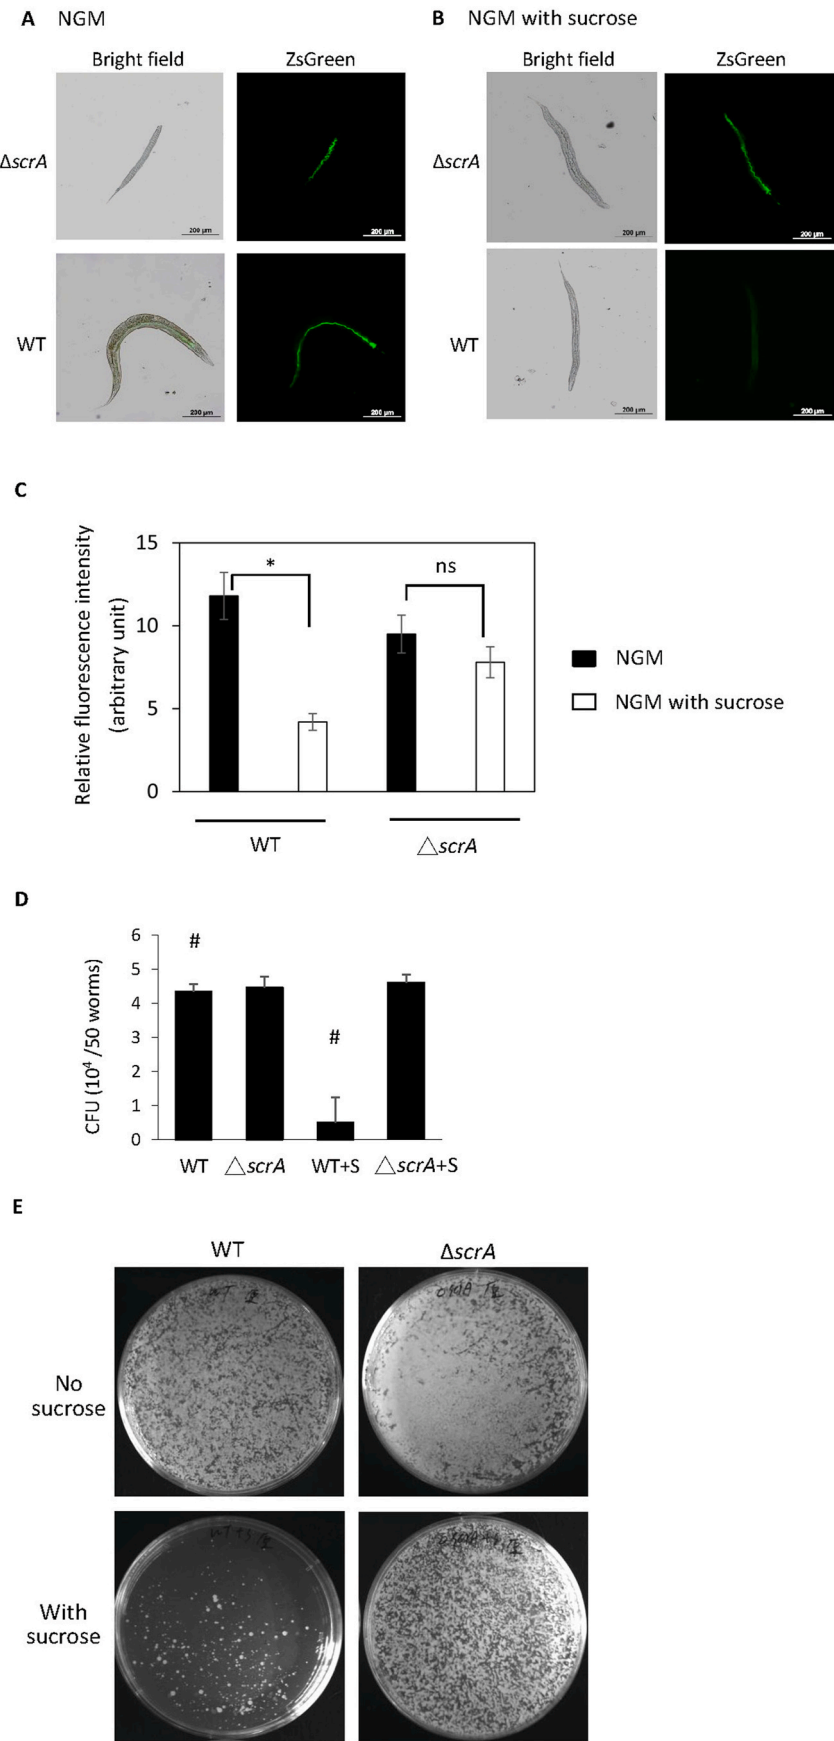 A NGM
B NGM with sucrose
Bright field ZsGreen
Bright field ZsGreen
ΔscrA
200 µm
200 µm
ΔscrA
200 µm
200 µm
WT
200 µm
200 µm
WT
200 µm
200 µm
C
Relative fluorescence intensity
(arbitrary unit)
15
10
5
0
*
ns
NGM
NGM with sucrose
WT
△scrA
D
CFU (10⁴ /50 worms)
6
5
4
3
2
1
0
#
#
WT △scrA WT+S △scrA+S
E
WT ΔscrA
No
sucrose
With
sucrose